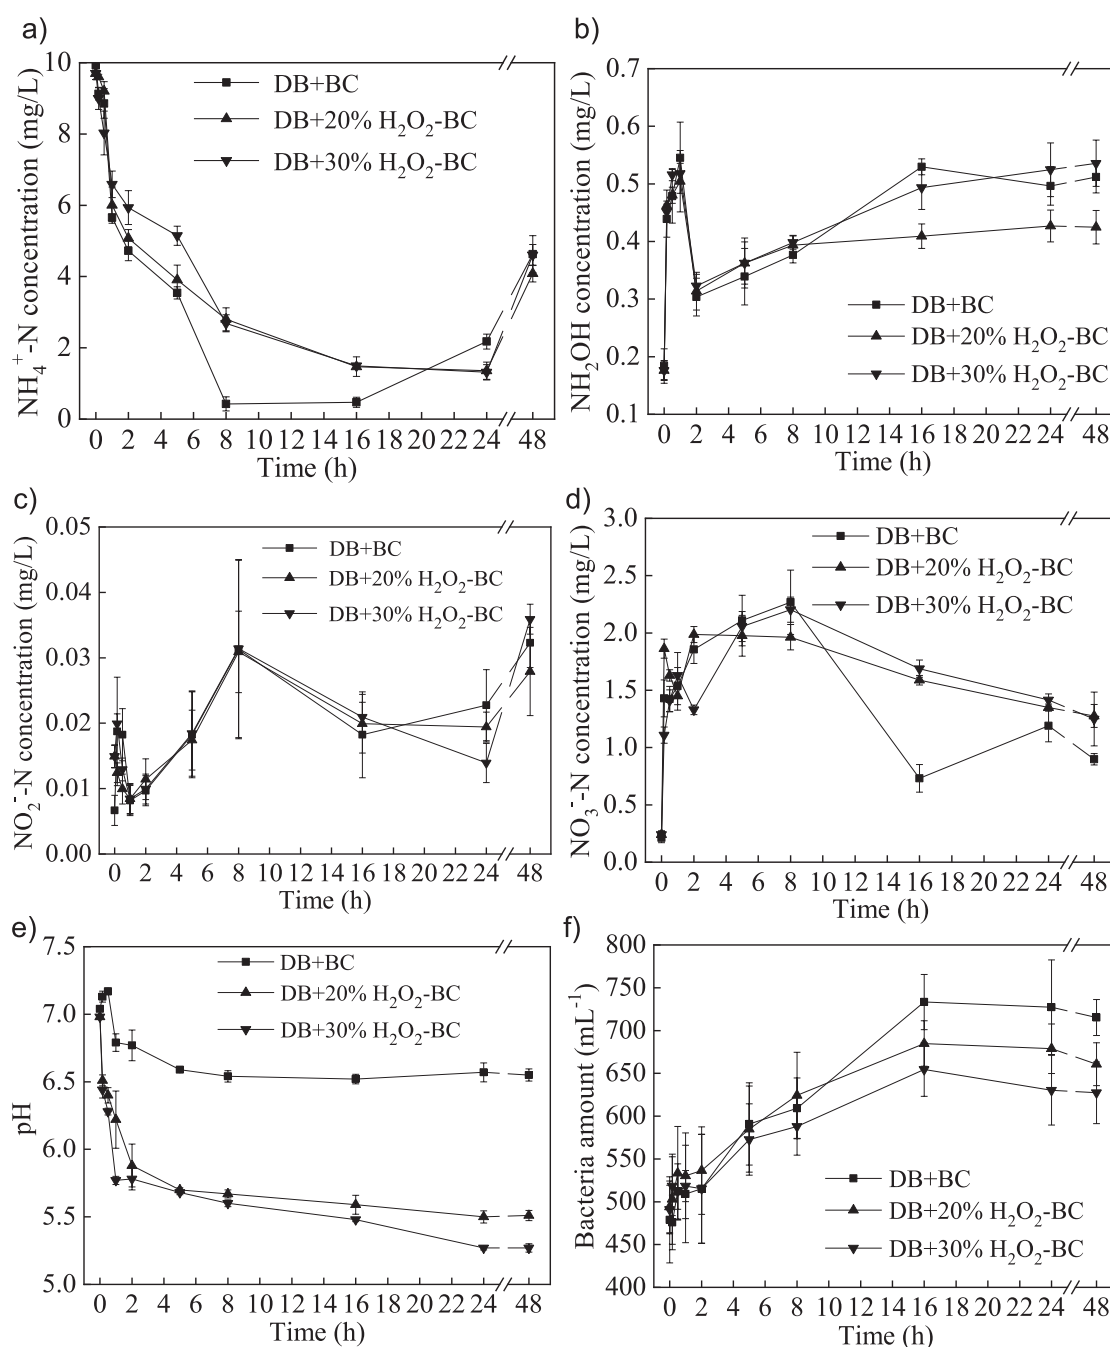 a)
NH₄⁺-N concentration (mg/L)
10
8
6
4
2
0
DB+BC
DB+20% H₂O₂-BC
DB+30% H₂O₂-BC
0 2 4 6 8 10 12 14 16 18 20 22 24 48
Time (h)
b)
NH₂OH concentration (mg/L)
0.7
0.6
0.5
0.4
0.3
0.2
0.1
DB+BC
DB+20% H₂O₂-BC
DB+30% H₂O₂-BC
0 2 4 6 8 10 12 14 16 18 20 22 24 48
Time (h)
c)
NO₂⁻-N concentration (mg/L)
0.05
0.04
0.03
0.02
0.01
0.00
DB+BC
DB+20% H₂O₂-BC
DB+30% H₂O₂-BC
0 2 4 6 8 10 12 14 16 18 20 22 24 48
Time (h)
d)
NO₃⁻-N concentration (mg/L)
3.0
2.5
2.0
1.5
1.0
0.5
0.0
DB+BC
DB+20% H₂O₂-BC
DB+30% H₂O₂-BC
0 2 4 6 8 10 12 14 16 18 20 22 24 48
Time (h)
e)
pH
7.5
7.0
6.5
6.0
5.5
5.0
DB+BC
DB+20% H₂O₂-BC
DB+30% H₂O₂-BC
0 2 4 6 8 10 12 14 16 18 20 22 24 48
Time (h)
f)
Bacteria amount (mL⁻¹)
800
750
700
650
600
550
500
450
400
DB+BC
DB+20% H₂O₂-BC
DB+30% H₂O₂-BC
0 2 4 6 8 10 12 14 16 18 20 22 24 48
Time (h)